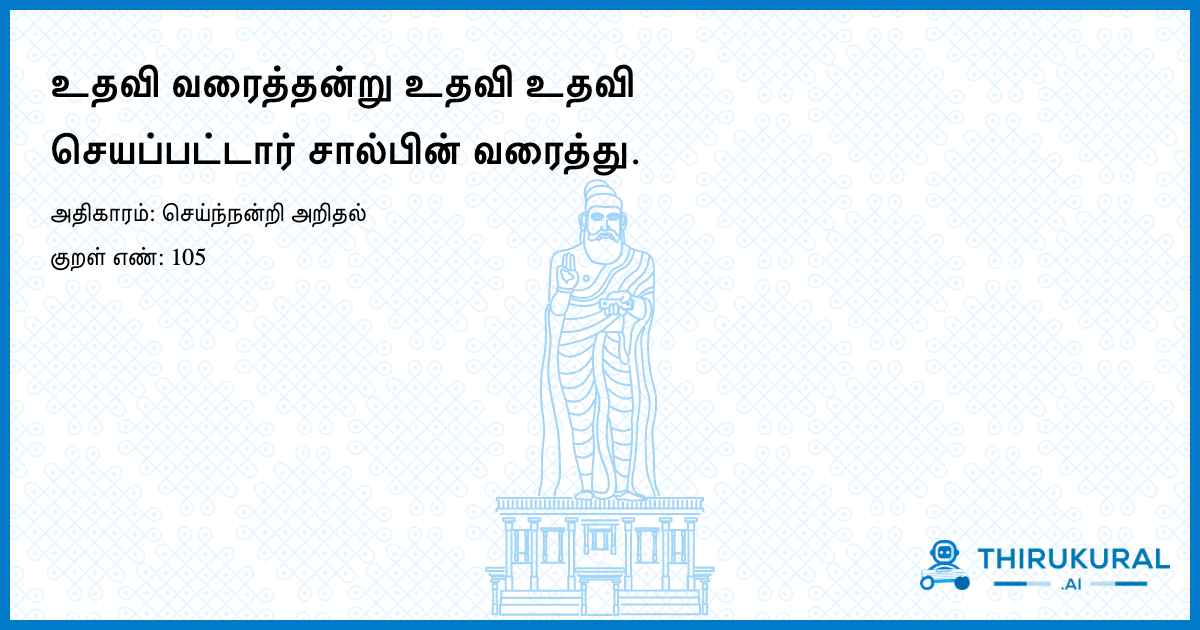 உதவி வரைத்தன்று உதவி உதவி
செயப்பட்டார் சால்பின் வரைத்து.
அதிகாரம்: செய்ந்நன்றி அறிதல்
குறள் எண்: 105
THIRUKURAL
.AI